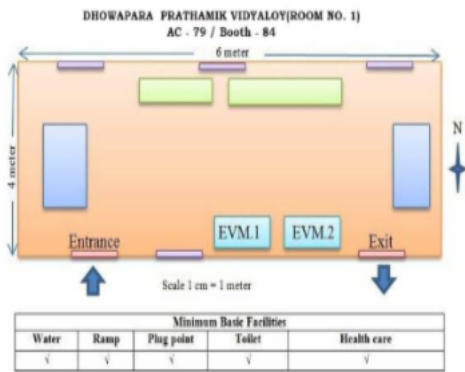 DHOWAPARA PRATHAMIK VIDYALOY(ROOM NO. 1)
AC - 79 / Booth - 84
6 meter
4 meter
N
EVM.1 EVM.2
Entrance Exit
Scale 1 cm = 1 meter
Minimum Basic Facilities
Water Ramp Plug point Toilet Health care
√ √ √ √ √